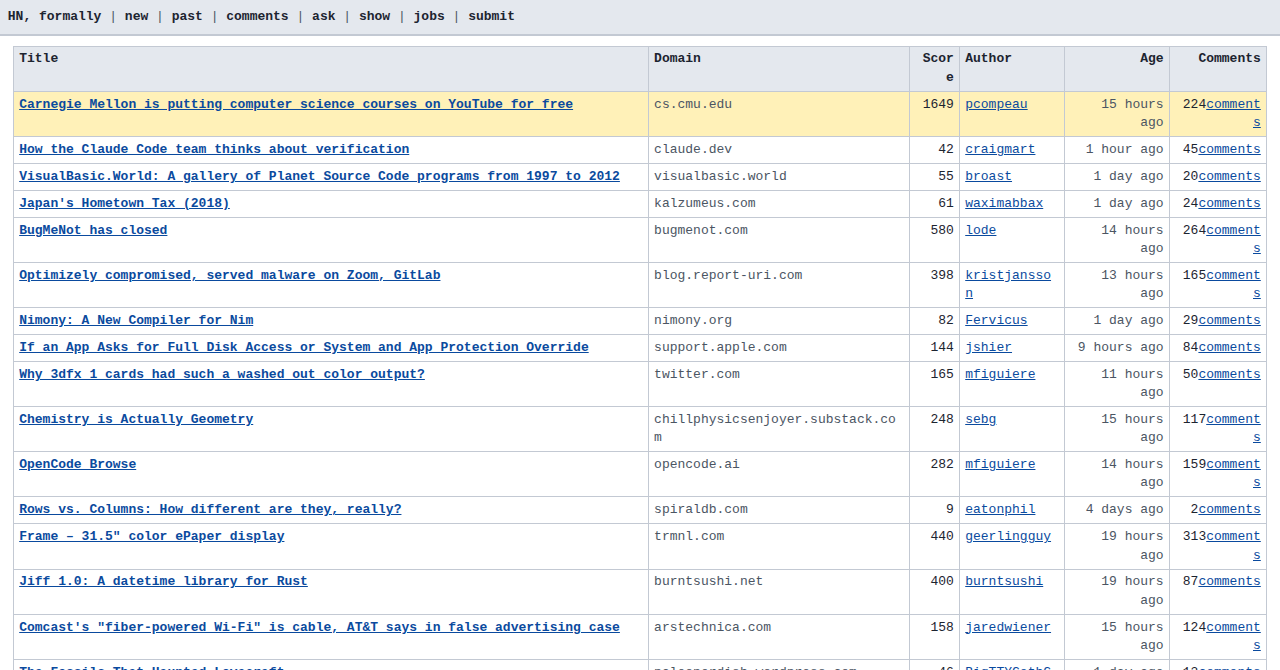 HN, formally | new | past | comments | ask | show | jobs | submit
Title Domain Scor Author Age Comments
e
Carnegie Mellon is putting computer science courses on YouTube for free cs.cmu.edu 1649 pcompeau 15 hours 224comment
ago s
How the Claude Code team thinks about verification claude.dev 42 craigmart 1 hour ago 45comments
VisualBasic.World: A gallery of Planet Source Code programs from 1997 to 2012 visualbasic.world 55 broast 1 day ago 20comments
Japan's Hometown Tax (2018) kalzumeus.com 61 waximabbax 1 day ago 24comments
BugMeNot has closed bugmenot.com 580 lode 14 hours 264comment
ago s
Optimizely compromised, served malware on Zoom, GitLab blog.report-uri.com 398 kristjansso 13 hours 165comment
n ago s
Nimony: A New Compiler for Nim nimony.org 82 Fervicus 1 day ago 29comments
If an App Asks for Full Disk Access or System and App Protection Override support.apple.com 144 jshier 9 hours ago 84comments
Why 3dfx 1 cards had such a washed out color output? twitter.com 165 mfiguiere 11 hours 50comments
ago
Chemistry is Actually Geometry chillphysicsenjoyer.substack.co 248 sebg 15 hours 117comment
m ago s
OpenCode Browse opencode.ai 282 mfiguiere 14 hours 159comment
ago s
Rows vs. Columns: How different are they, really? spiraldb.com 9 eatonphil 4 days ago 2comments
Frame – 31.5" color ePaper display trmnl.com 440 geerlingguy 19 hours 313comment
ago s
Jiff 1.0: A datetime library for Rust burntsushi.net 400 burntsushi 19 hours 87comments
ago
Comcast's "fiber-powered Wi-Fi" is cable, AT&T says in false advertising case arstechnica.com 158 jaredwiener 15 hours 124comment
ago s